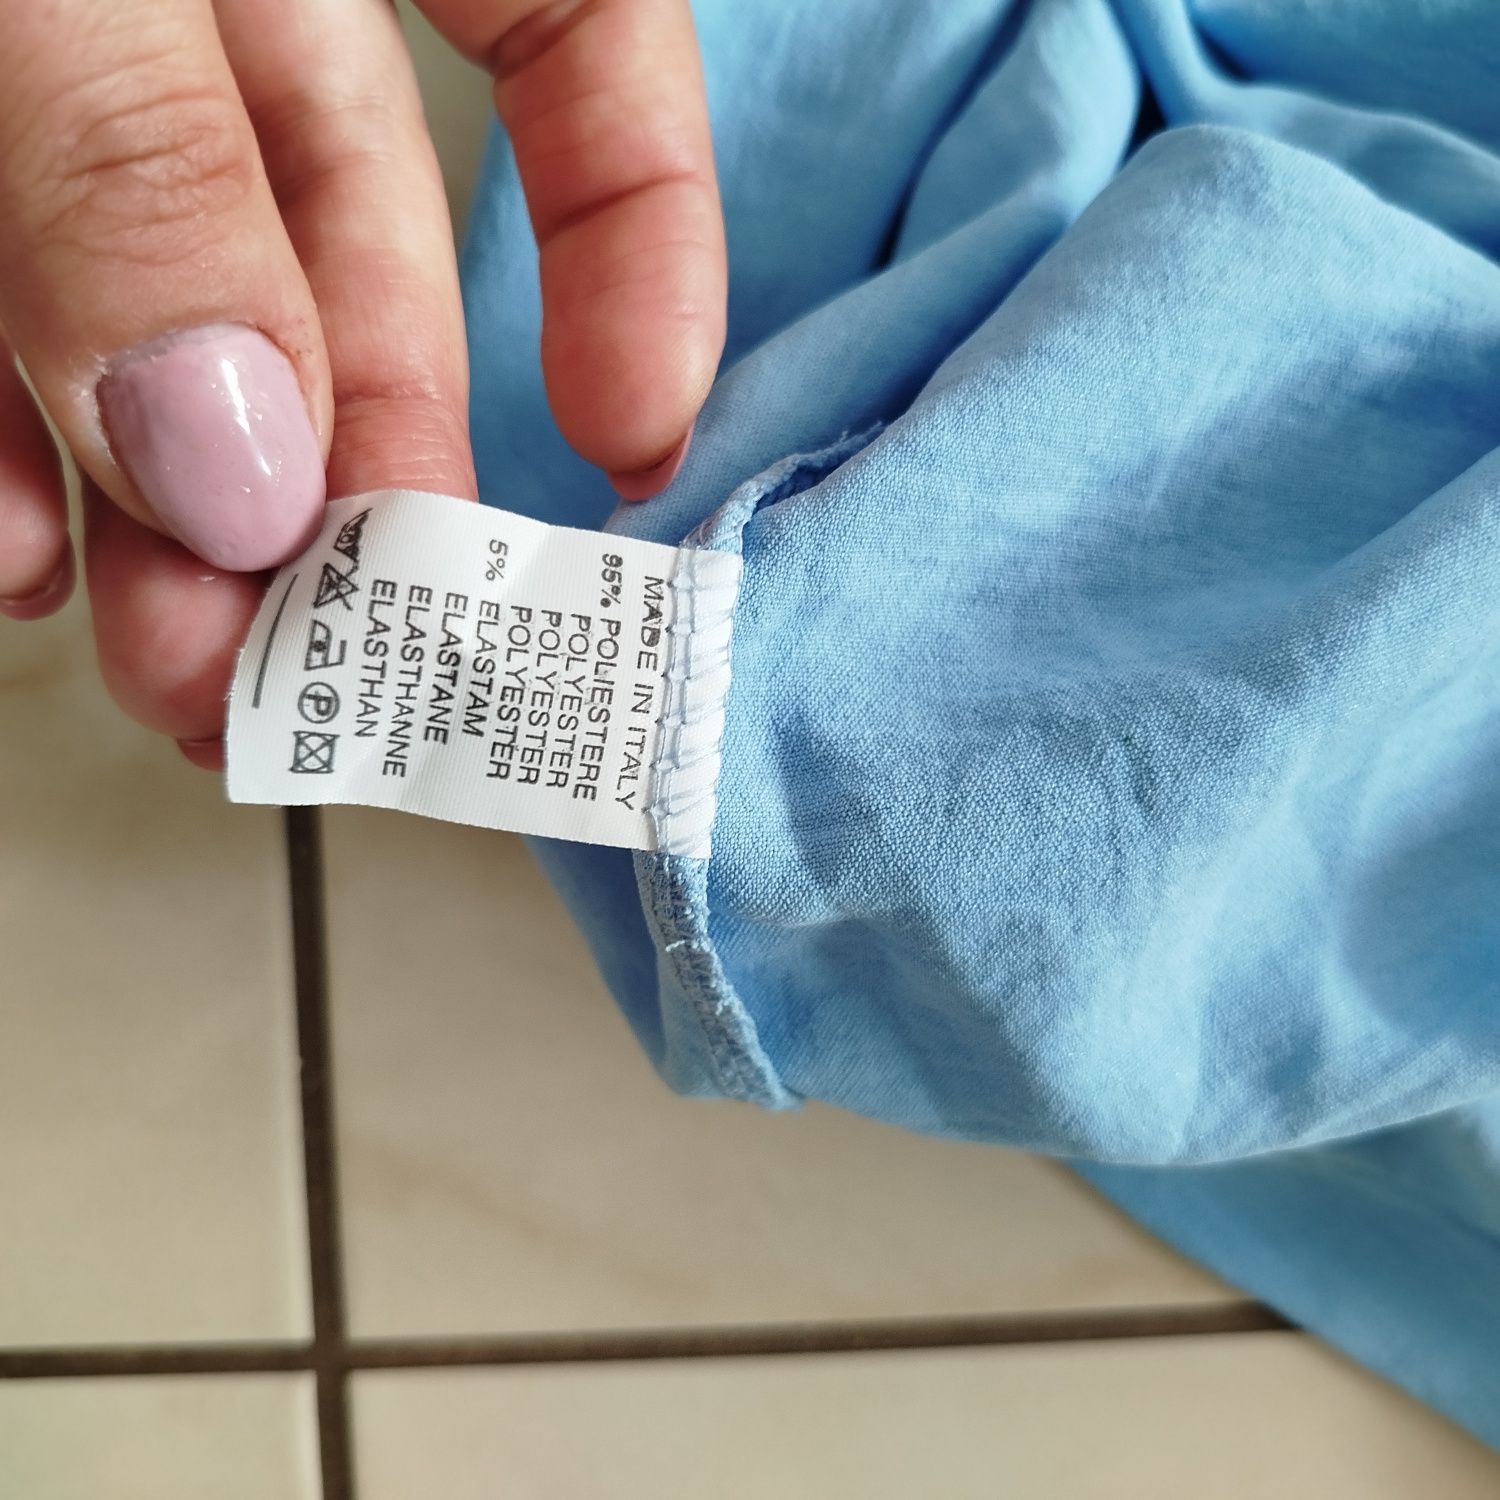 MADE IN ITALY
95% POLIESTERE
POLYESTER
POLYESTER
POLYESTER
5% ELASTAM
ELASTANE
ELASTHANNE
ELASTHAN
P